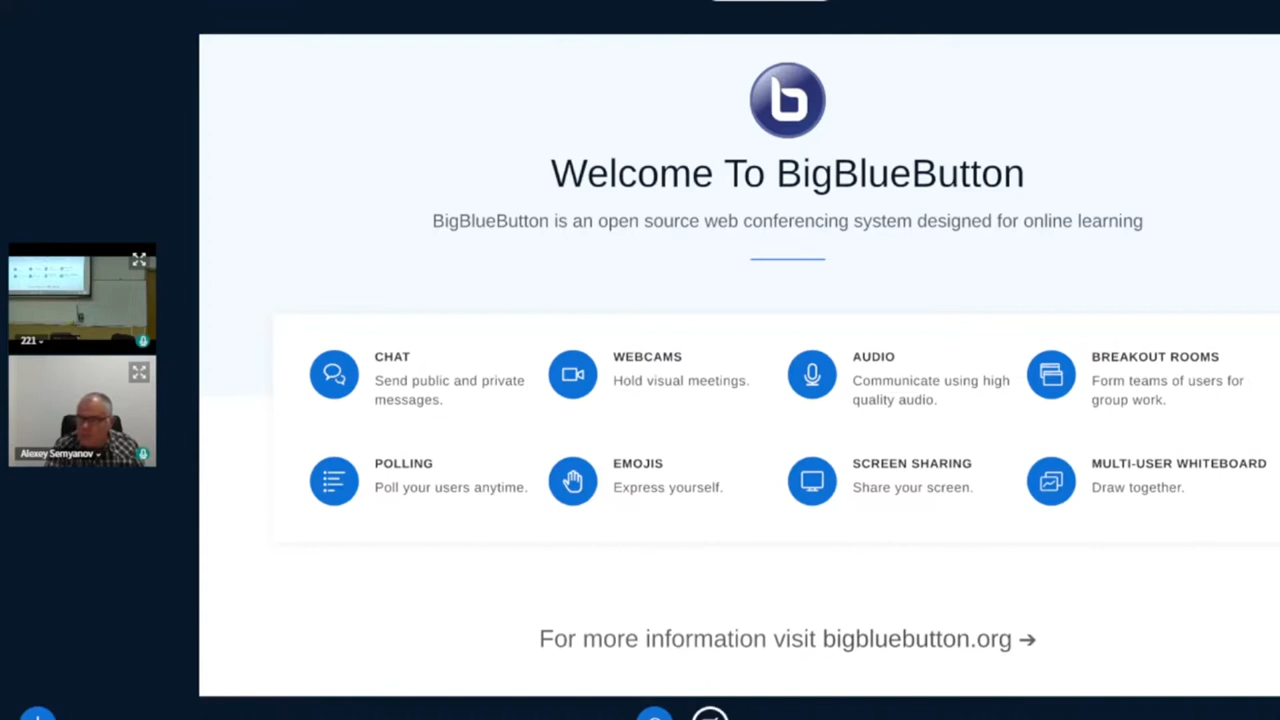 Welcome To BigBlueButton
BigBlueButton is an open source web conferencing system designed for online learning
221
Alexey Semyanov
CHAT
Send public and private
messages.
WEBCAMS
Hold visual meetings.
AUDIO
Communicate using high
quality audio.
BREAKOUT ROOMS
Form teams of users for
group work.
POLLING
Poll your users anytime.
EMOJIS
Express yourself.
SCREEN SHARING
Share your screen.
MULTI-USER WHITEBOARD
Draw together.
For more information visit bigbluebutton.org ➔